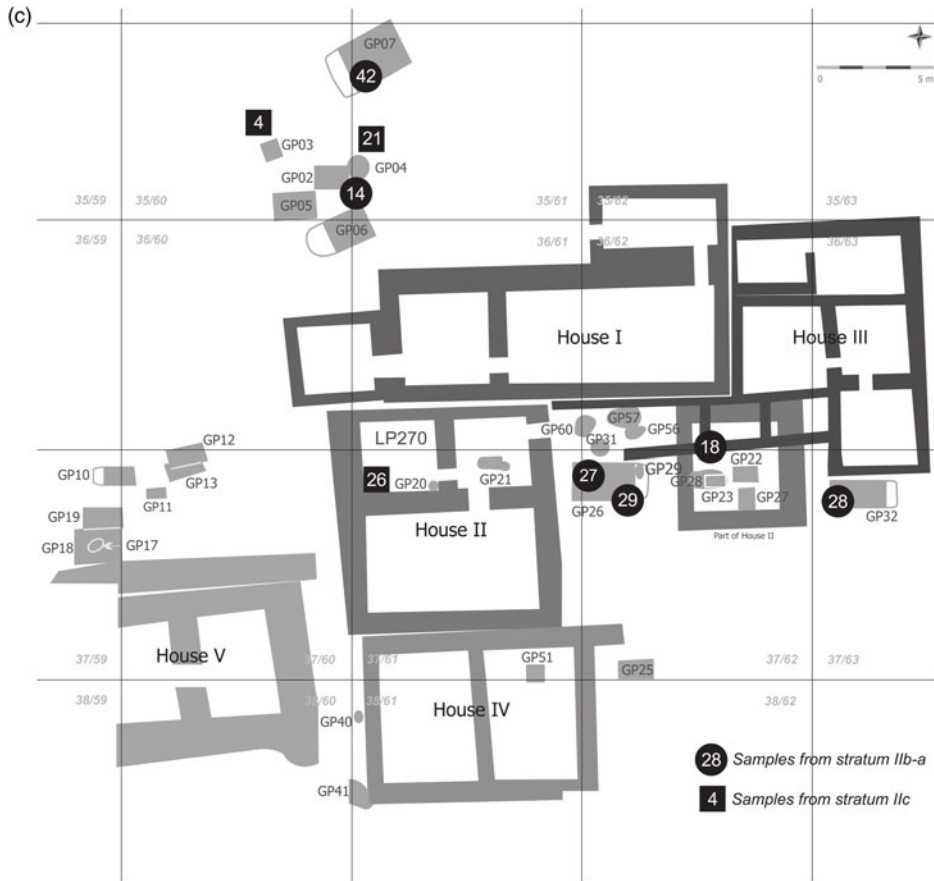 (c)
GP07
42
0 5 m
4
GP03
21
GP04
GP02
14
GP05
35/59 35/60 35/61 35/62 35/63
36/59 36/60 36/61 36/62 36/63
GP06
House I
House III
GP57
GP60
GP56
GP12
LP270
GP31
18
GP10
GP13
26
GP20
GP21
27
GP29
GP22
GP11
GP28
GP23
GP27
28
GP19
29
GP26
GP32
House II
GP18
GP17
Part of House II
House V
37/59 37/60 37/61 37/62 37/63
GP51
GP25
38/59 38/60 38/61 38/62
House IV
GP40
28 Samples from stratum IIb-a
GP41
4 Samples from stratum IIc